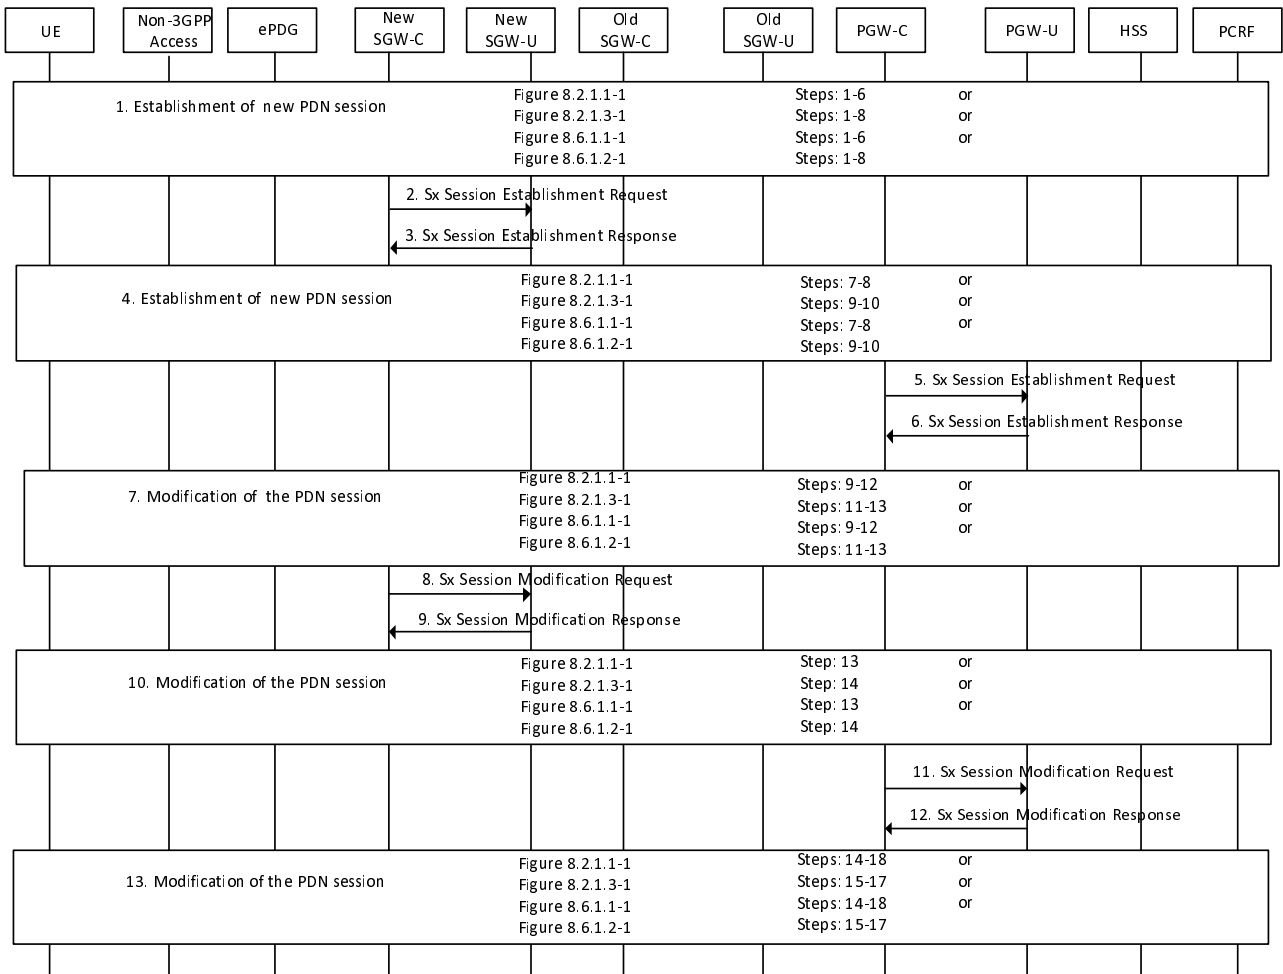 UE
Non-3GPP
Access
ePDG
New
SGW-C
New
SGW-U
Old
SGW-C
Old
SGW-U
PGW-C
PGW-U
HSS
PCRF
1. Establishment of new PDN session
Figure 8.2.1.1-1 Steps: 1-6 or
Figure 8.2.1.3-1 Steps: 1-8 or
Figure 8.6.1.1-1 Steps: 1-6 or
Figure 8.6.1.2-1 Steps: 1-8
2. Sx Session Establishment Request
3. Sx Session Establishment Response
4. Establishment of new PDN session
Figure 8.2.1.1-1 Steps: 7-8 or
Figure 8.2.1.3-1 Steps: 9-10 or
Figure 8.6.1.1-1 Steps: 7-8 or
Figure 8.6.1.2-1 Steps: 9-10
5. Sx Session Establishment Request
6. Sx Session Establishment Response
7. Modification of the PDN session
Figure 8.2.1.1-1 Steps: 9-12 or
Figure 8.2.1.3-1 Steps: 11-13 or
Figure 8.6.1.1-1 Steps: 9-12 or
Figure 8.6.1.2-1 Steps: 11-13
8. Sx Session Modification Request
9. Sx Session Modification Response
10. Modification of the PDN session
Figure 8.2.1.1-1 Step: 13 or
Figure 8.2.1.3-1 Step: 14 or
Figure 8.6.1.1-1 Step: 13 or
Figure 8.6.1.2-1 Step: 14
11. Sx Session Modification Request
12. Sx Session Modification Response
13. Modification of the PDN session
Figure 8.2.1.1-1 Steps: 14-18 or
Figure 8.2.1.3-1 Steps: 15-17 or
Figure 8.6.1.1-1 Steps: 14-18 or
Figure 8.6.1.2-1 Steps: 15-17